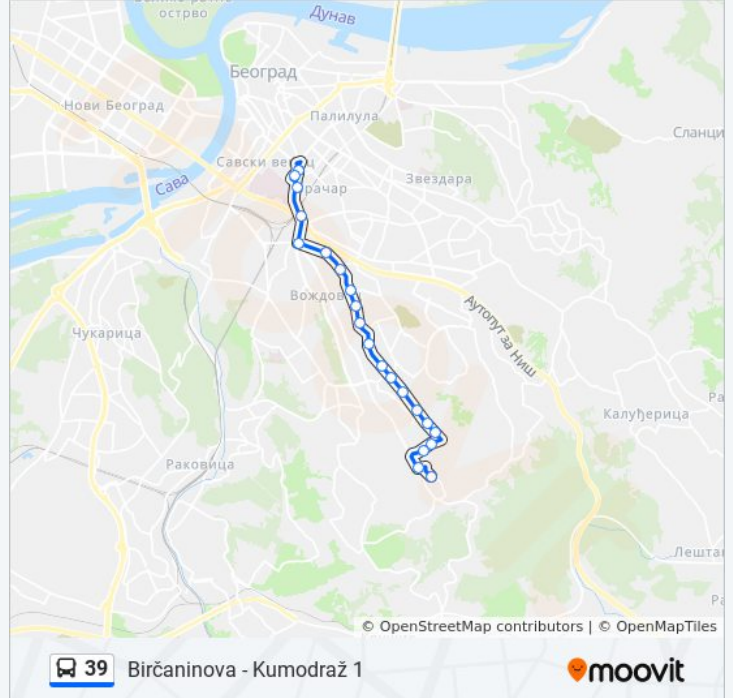 острво
Дунав
Београд
Нови Београд
Палилула
Сланци
Савски венац
Сава
Врачар
Звездара
Вождовац
Аутопут за Ниш
Чукарица
Калуђерица
Раковица
© OpenStreetMap contributors | © OpenMapTiles
39 Birčaninova - Kumodraž 1
moovit